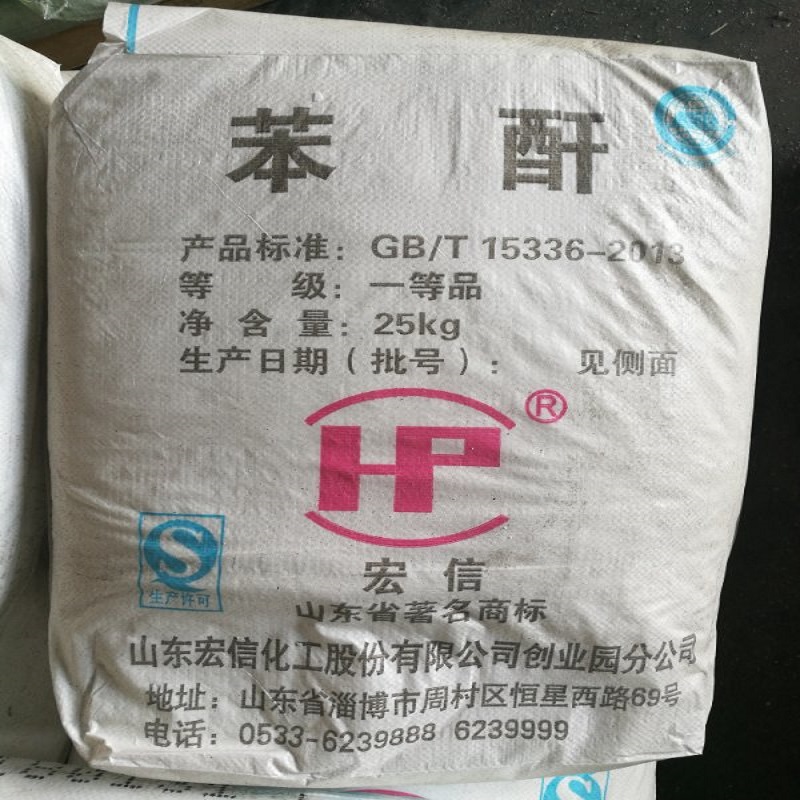 苯 酐
产品标准：GB/T 15336-2013
等 级：一等品
净 含 量：25kg
生产日期（批号）： 见侧面
HP®
生产许可
宏 信
山东省著名商标
山东宏信化工股份有限公司创业园分公司
地址：山东省淄博市周村区恒星西路69号
电话：0533-6239888 6239999